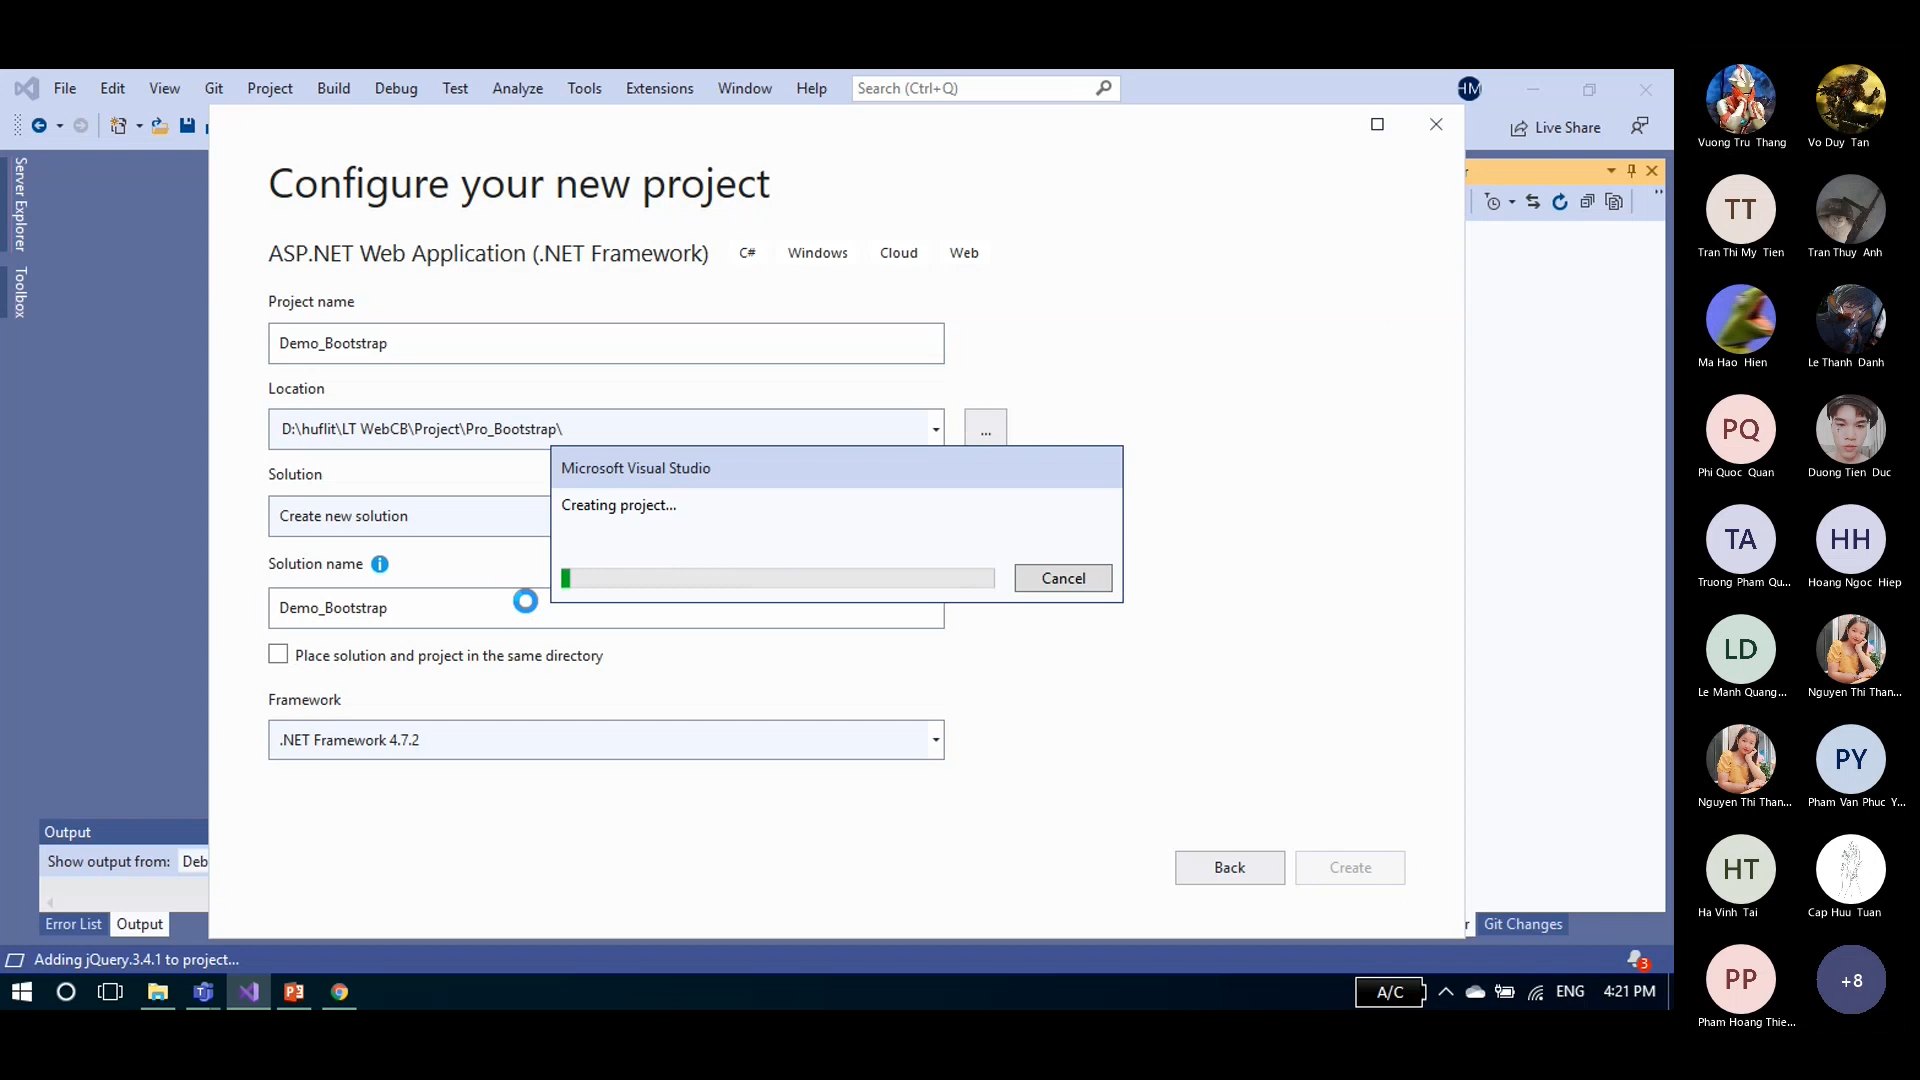 File Edit View Git Project Build Debug Test Analyze Tools Extensions Window Help Search (Ctrl+Q) HM
Live Share
Server Explorer
Toolbox
Configure your new project
ASP.NET Web Application (.NET Framework) C# Windows Cloud Web
Project name
Demo_Bootstrap
Location
D:\huflit\LT WebCB\Project\Pro_Bootstrap\
...
Solution
Create new solution
Microsoft Visual Studio
Creating project...
Cancel
Solution name
Demo_Bootstrap
Place solution and project in the same directory
Framework
.NET Framework 4.7.2
Back Create
Output
Show output from: Deb
Error List Output
r Git Changes
Adding jQuery.3.4.1 to project...
3
A/C ENG 4:21 PM
Vuong Tru Thang Vo Duy Tan
TT
Tran Thi My Tien Tran Thuy Anh
Ma Hao Hien Le Thanh Danh
PQ
Phi Quoc Quan Duong Tien Duc
TA HH
Truong Pham Qu... Hoang Ngoc Hiep
LD
Le Manh Quang... Nguyen Thi Than...
PY
Nguyen Thi Than... Pham Van Phuc Y...
HT
Ha Vinh Tai Cap Huu Tuan
PP +8
Pham Hoang Thie...